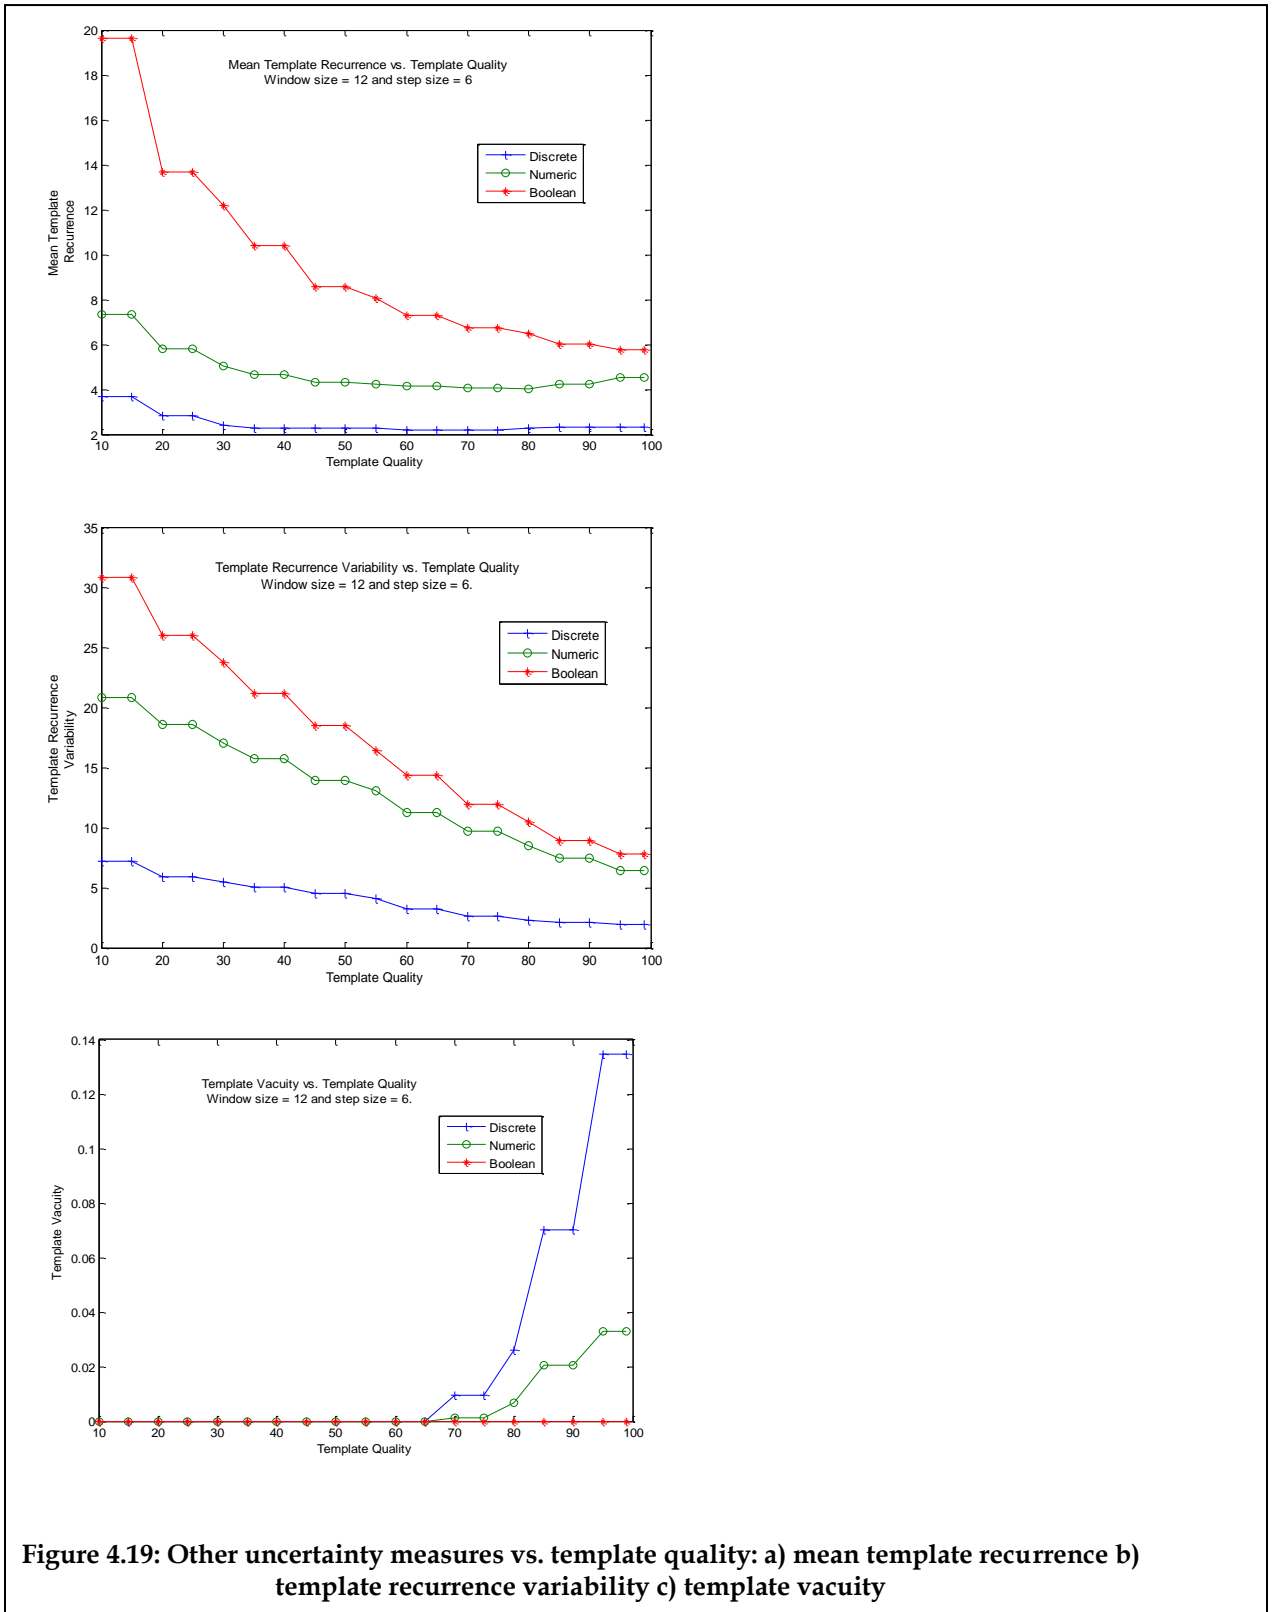 Mean Template Recurrence vs. Template Quality
Window size = 12 and step size = 6
20
18
16
14
12
10
8
6
4
2
Mean Template
Recurrence
Discrete
Numeric
Boolean
10 20 30 40 50 60 70 80 90 100
Template Quality
Template Recurrence Variability vs. Template Quality
Window size = 12 and step size = 6.
35
30
25
20
15
10
5
0
Template Recurrence
Variability
Discrete
Numeric
Boolean
10 20 30 40 50 60 70 80 90 100
Template Quality
Template Vacuity vs. Template Quality
Window size = 12 and step size = 6.
0.14
0.12
0.1
0.08
0.06
0.04
0.02
0
Template Vacuity
Discrete
Numeric
Boolean
10 20 30 40 50 60 70 80 90 100
Template Quality
Figure 4.19: Other uncertainty measures vs. template quality: a) mean template recurrence b)
template recurrence variability c) template vacuity